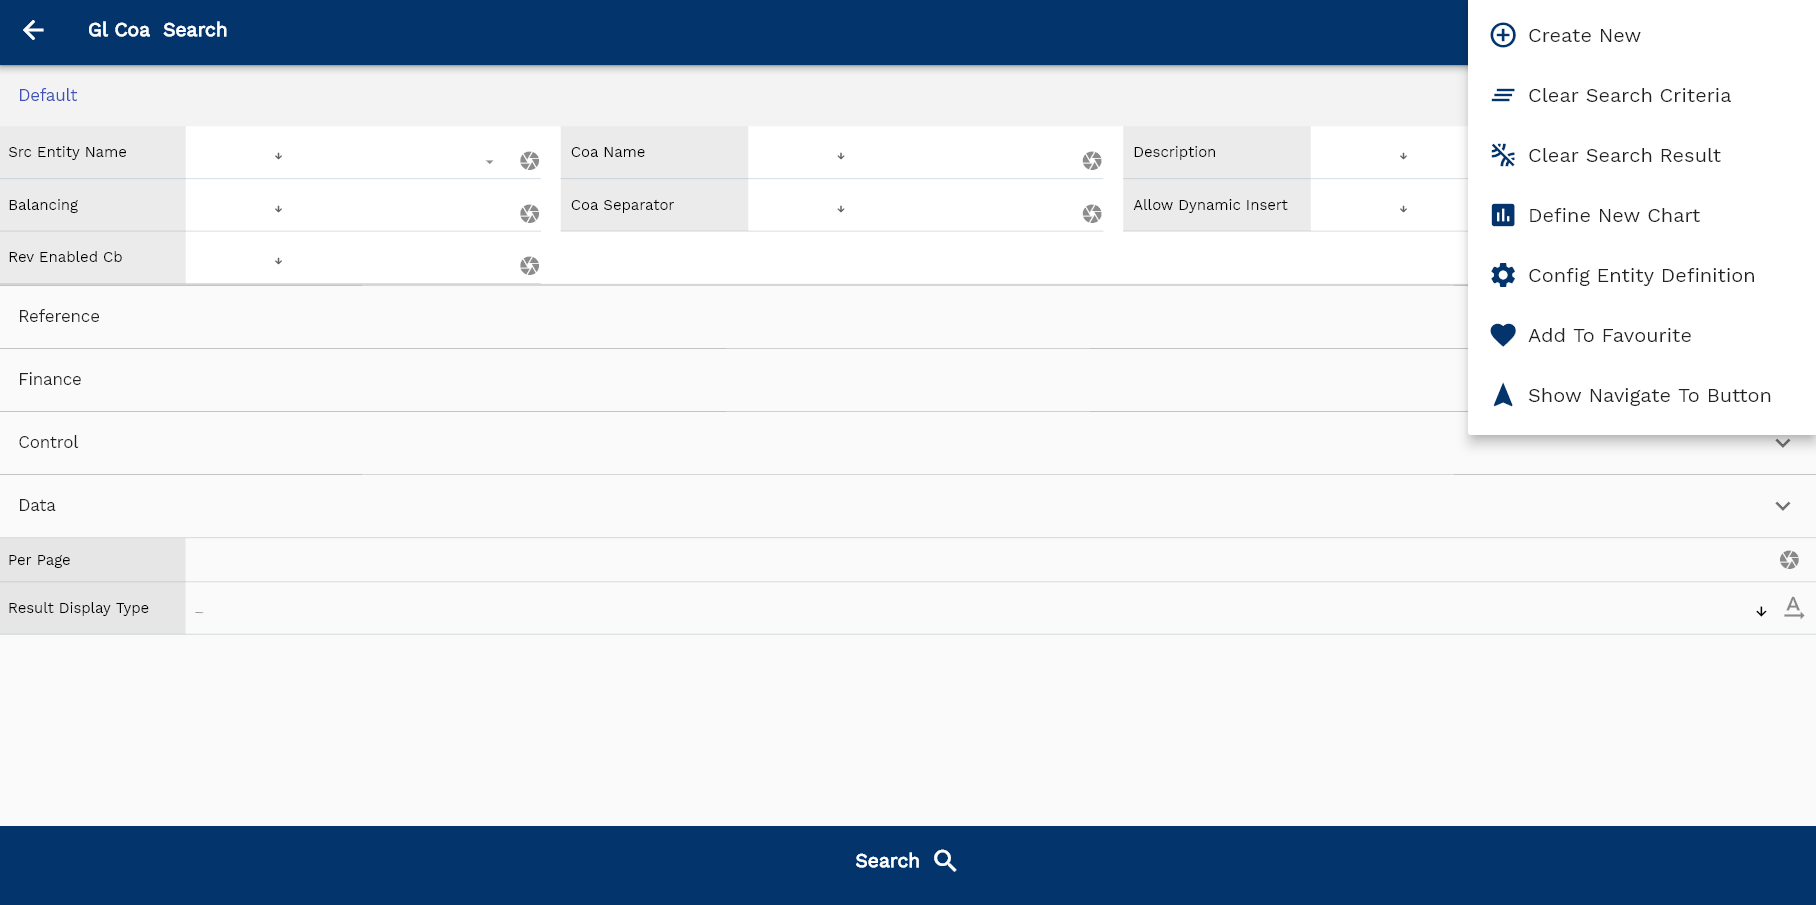 Gl Coa Search
Create New
Clear Search Criteria
Clear Search Result
Define New Chart
Config Entity Definition
Add To Favourite
Show Navigate To Button
Default
Src Entity Name
Coa Name
Description
Balancing
Coa Separator
Allow Dynamic Insert
Rev Enabled Cb
Reference
Finance
Control
Data
Per Page
Result Display Type
Search